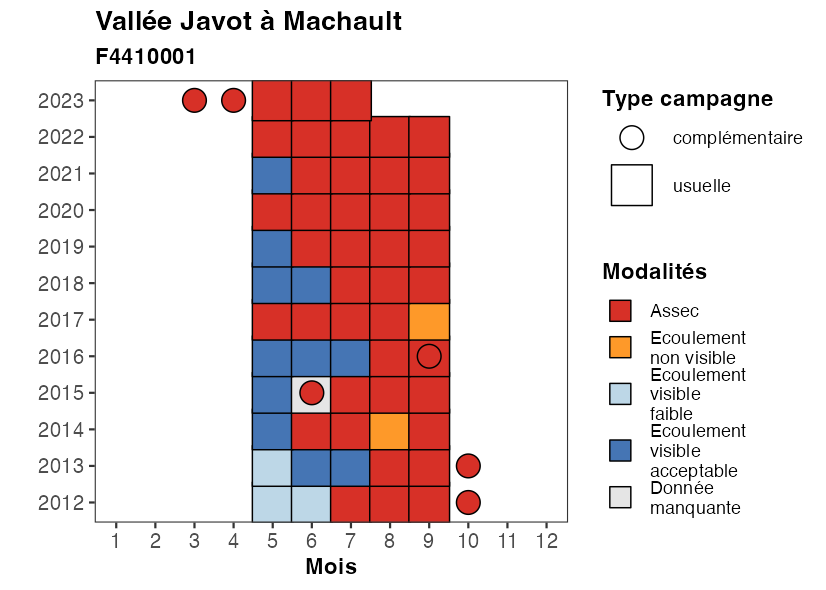 Vallée Javot à Machault
F4410001
2023
2022
2021
2020
2019
2018
2017
2016
2015
2014
2013
2012
1 2 3 4 5 6 7 8 9 10 11 12
Mois
Type campagne
complémentaire
usuelle
Modalités
Assec
Ecoulement
non visible
Ecoulement
visible
faible
Ecoulement
visible
acceptable
Donnée
manquante